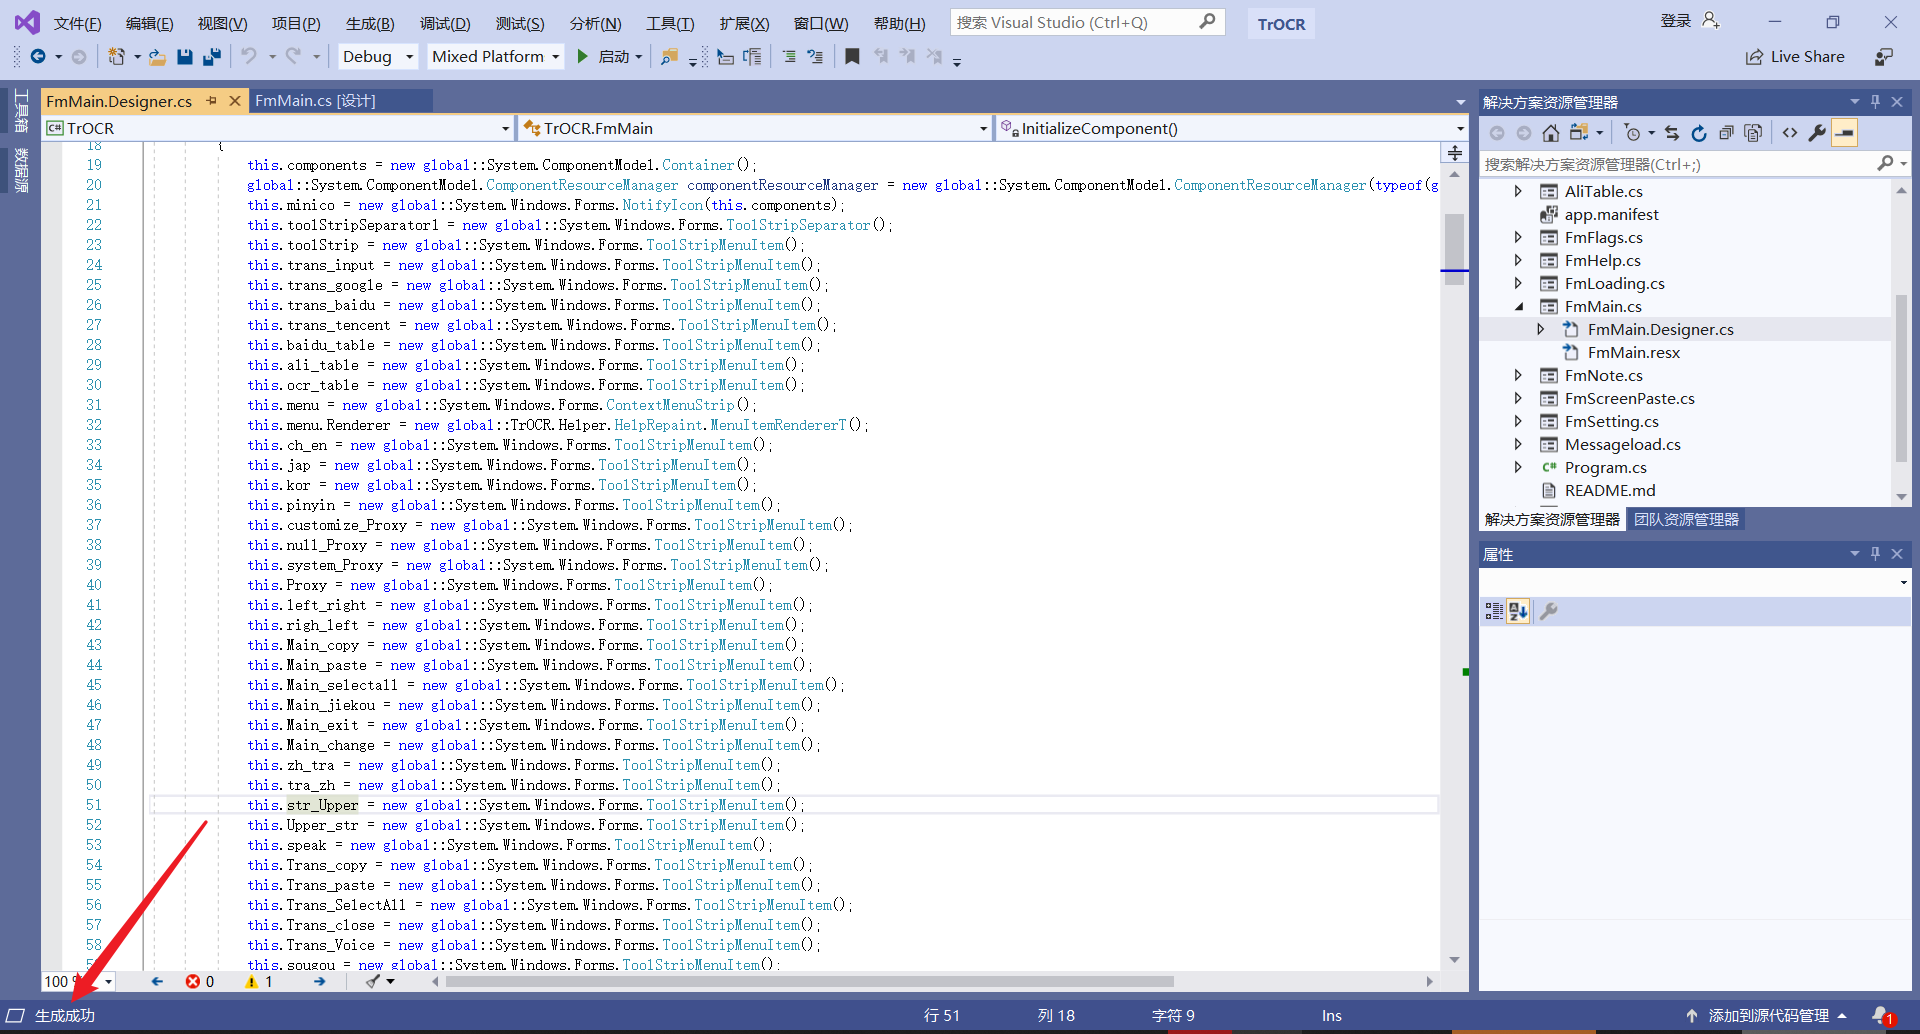 文件(F) 编辑(E) 视图(V) 项目(P) 生成(B) 调试(D) 测试(S) 分析(N) 工具(T) 扩展(X) 窗口(W) 帮助(H) 搜索 Visual Studio (Ctrl+Q) TrOCR 登录
Debug Mixed Platform 启动 Live Share
工具箱
数据源
FmMain.Designer.cs FmMain.cs [设计]
C# TrOCR TrOCR.FmMain InitializeComponent()
18 {
19 this.components = new global::System.ComponentModel.Container();
20 global::System.ComponentModel.ComponentResourceManager componentResourceManager = new global::System.ComponentModel.ComponentResourceManager(typeof(g
21 this.minico = new global::System.Windows.Forms.NotifyIcon(this.components);
22 this.toolStripSeparator1 = new global::System.Windows.Forms.ToolStripSeparator();
23 this.toolStrip = new global::System.Windows.Forms.ToolStripMenuItem();
24 this.trans_input = new global::System.Windows.Forms.ToolStripMenuItem();
25 this.trans_google = new global::System.Windows.Forms.ToolStripMenuItem();
26 this.trans_baidu = new global::System.Windows.Forms.ToolStripMenuItem();
27 this.trans_tencent = new global::System.Windows.Forms.ToolStripMenuItem();
28 this.baidu_table = new global::System.Windows.Forms.ToolStripMenuItem();
29 this.ali_table = new global::System.Windows.Forms.ToolStripMenuItem();
30 this.ocr_table = new global::System.Windows.Forms.ToolStripMenuItem();
31 this.menu = new global::System.Windows.Forms.ContextMenuStrip();
32 this.menu.Renderer = new global::TrOCR.Helper.HelpRepaint.MenuItemRendererT();
33 this.ch_en = new global::System.Windows.Forms.ToolStripMenuItem();
34 this.jap = new global::System.Windows.Forms.ToolStripMenuItem();
35 this.kor = new global::System.Windows.Forms.ToolStripMenuItem();
36 this.pinyin = new global::System.Windows.Forms.ToolStripMenuItem();
37 this.customize_Proxy = new global::System.Windows.Forms.ToolStripMenuItem();
38 this.null_Proxy = new global::System.Windows.Forms.ToolStripMenuItem();
39 this.system_Proxy = new global::System.Windows.Forms.ToolStripMenuItem();
40 this.Proxy = new global::System.Windows.Forms.ToolStripMenuItem();
41 this.left_right = new global::System.Windows.Forms.ToolStripMenuItem();
42 this.righ_left = new global::System.Windows.Forms.ToolStripMenuItem();
43 this.Main_copy = new global::System.Windows.Forms.ToolStripMenuItem();
44 this.Main_paste = new global::System.Windows.Forms.ToolStripMenuItem();
45 this.Main_selectall = new global::System.Windows.Forms.ToolStripMenuItem();
46 this.Main_jiekou = new global::System.Windows.Forms.ToolStripMenuItem();
47 this.Main_exit = new global::System.Windows.Forms.ToolStripMenuItem();
48 this.Main_change = new global::System.Windows.Forms.ToolStripMenuItem();
49 this.zh_tra = new global::System.Windows.Forms.ToolStripMenuItem();
50 this.tra_zh = new global::System.Windows.Forms.ToolStripMenuItem();
51 this.str_Upper = new global::System.Windows.Forms.ToolStripMenuItem();
52 this.Upper_str = new global::System.Windows.Forms.ToolStripMenuItem();
53 this.speak = new global::System.Windows.Forms.ToolStripMenuItem();
54 this.Trans_copy = new global::System.Windows.Forms.ToolStripMenuItem();
55 this.Trans_paste = new global::System.Windows.Forms.ToolStripMenuItem();
56 this.Trans_SelectAll = new global::System.Windows.Forms.ToolStripMenuItem();
57 this.Trans_close = new global::System.Windows.Forms.ToolStripMenuItem();
58 this.Trans_Voice = new global::System.Windows.Forms.ToolStripMenuItem();
this.sougou = new global::System.Windows.Forms.ToolStripMenuItem();
100 0 1
生成成功 行 51 列 18 字符 9 Ins 添加到源代码管理 1
解决方案资源管理器
搜索解决方案资源管理器(Ctrl+;)
AliTable.cs
app.manifest
FmFlags.cs
FmHelp.cs
FmLoading.cs
FmMain.cs
FmMain.Designer.cs
FmMain.resx
FmNote.cs
FmScreenPaste.cs
FmSetting.cs
Messageload.cs
C# Program.cs
README.md
解决方案资源管理器 团队资源管理器
属性